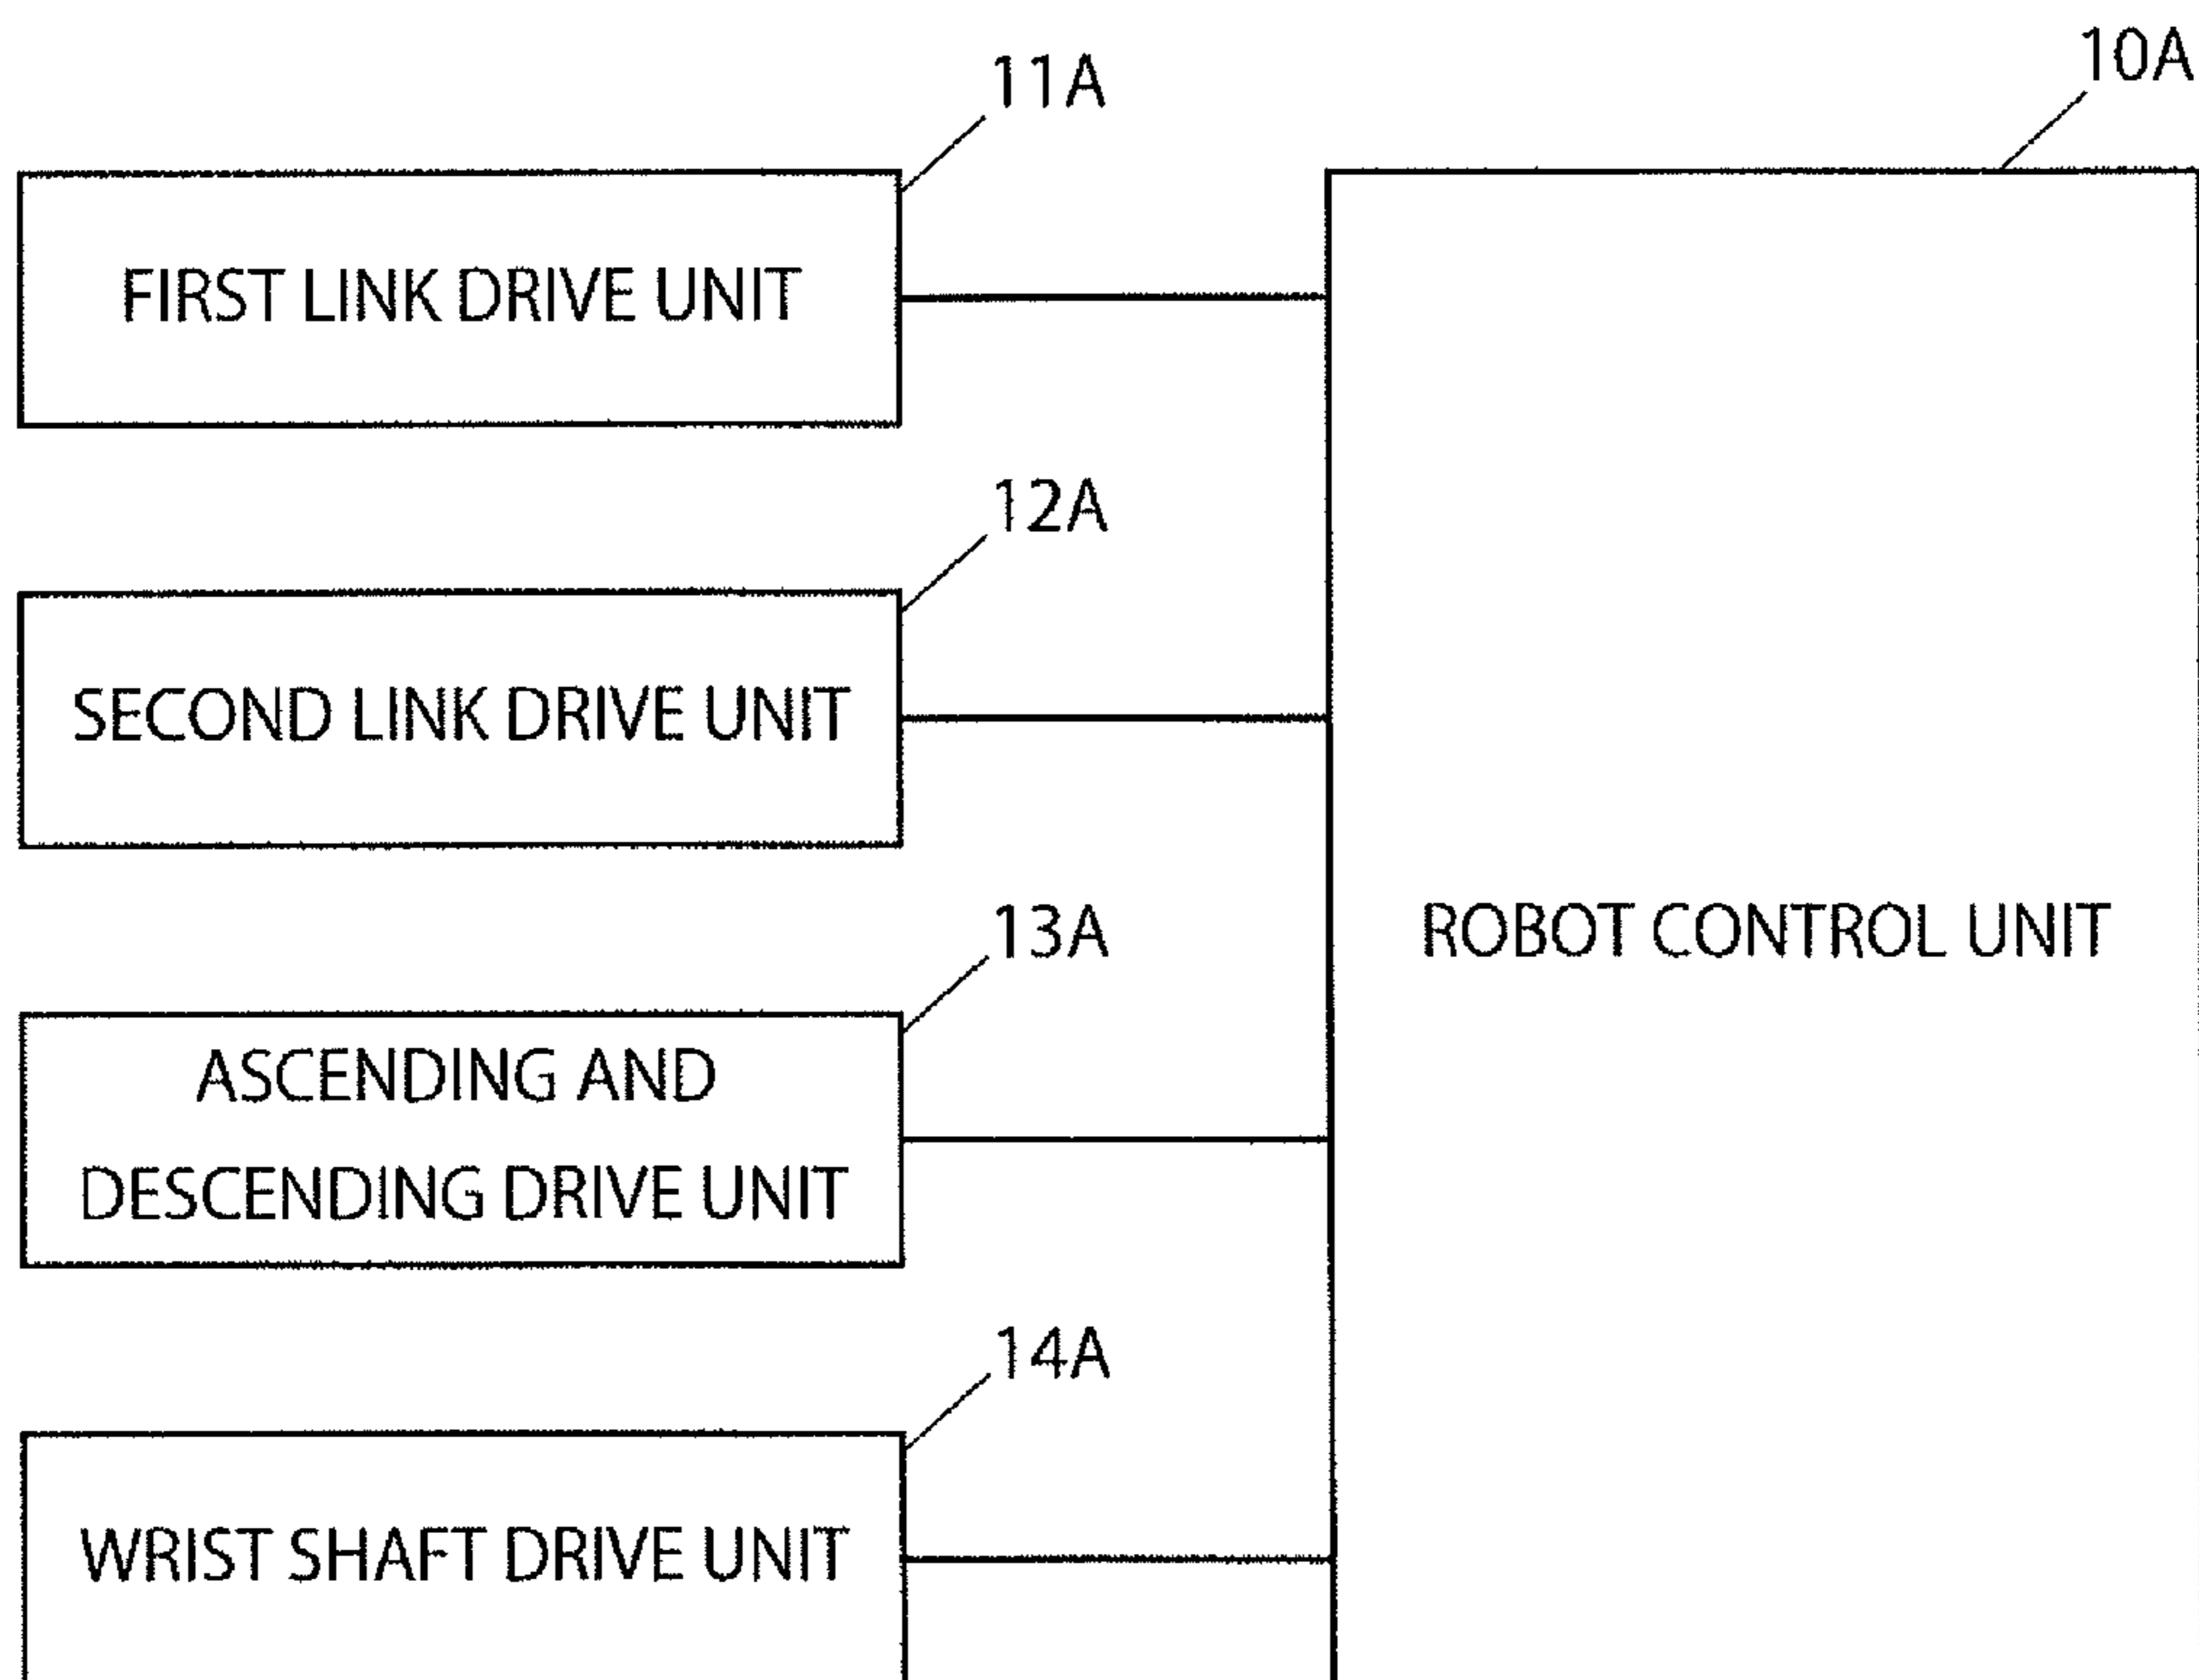 11A
10A
FIRST LINK DRIVE UNIT
12A
SECOND LINK DRIVE UNIT
13A
ROBOT CONTROL UNIT
ASCENDING AND
DESCENDING DRIVE UNIT
14A
WRIST SHAFT DRIVE UNIT